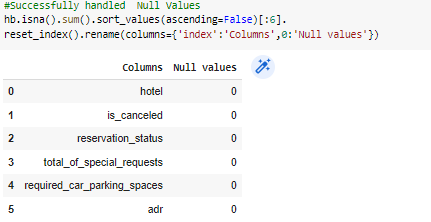 #Successfully handled  Null Values
hb.isna().sum().sort_values(ascending=False)[:6].
reset_index().rename(columns={'index':'Columns',0:'Null values'})
Columns Null values
0 hotel 0
1 is_canceled 0
2 reservation_status 0
3 total_of_special_requests 0
4 required_car_parking_spaces 0
5 adr 0